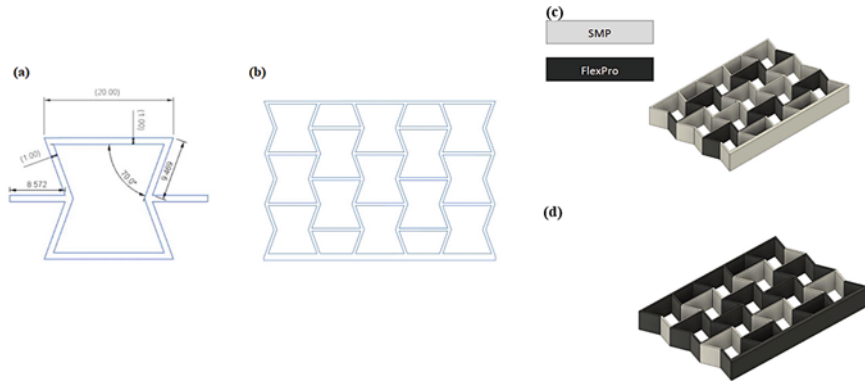 (c)
SMP
FlexPro
(a)
(b)
(20.00)
(1.00)
(1.00)
70.0°
9.469
8.572
(d)